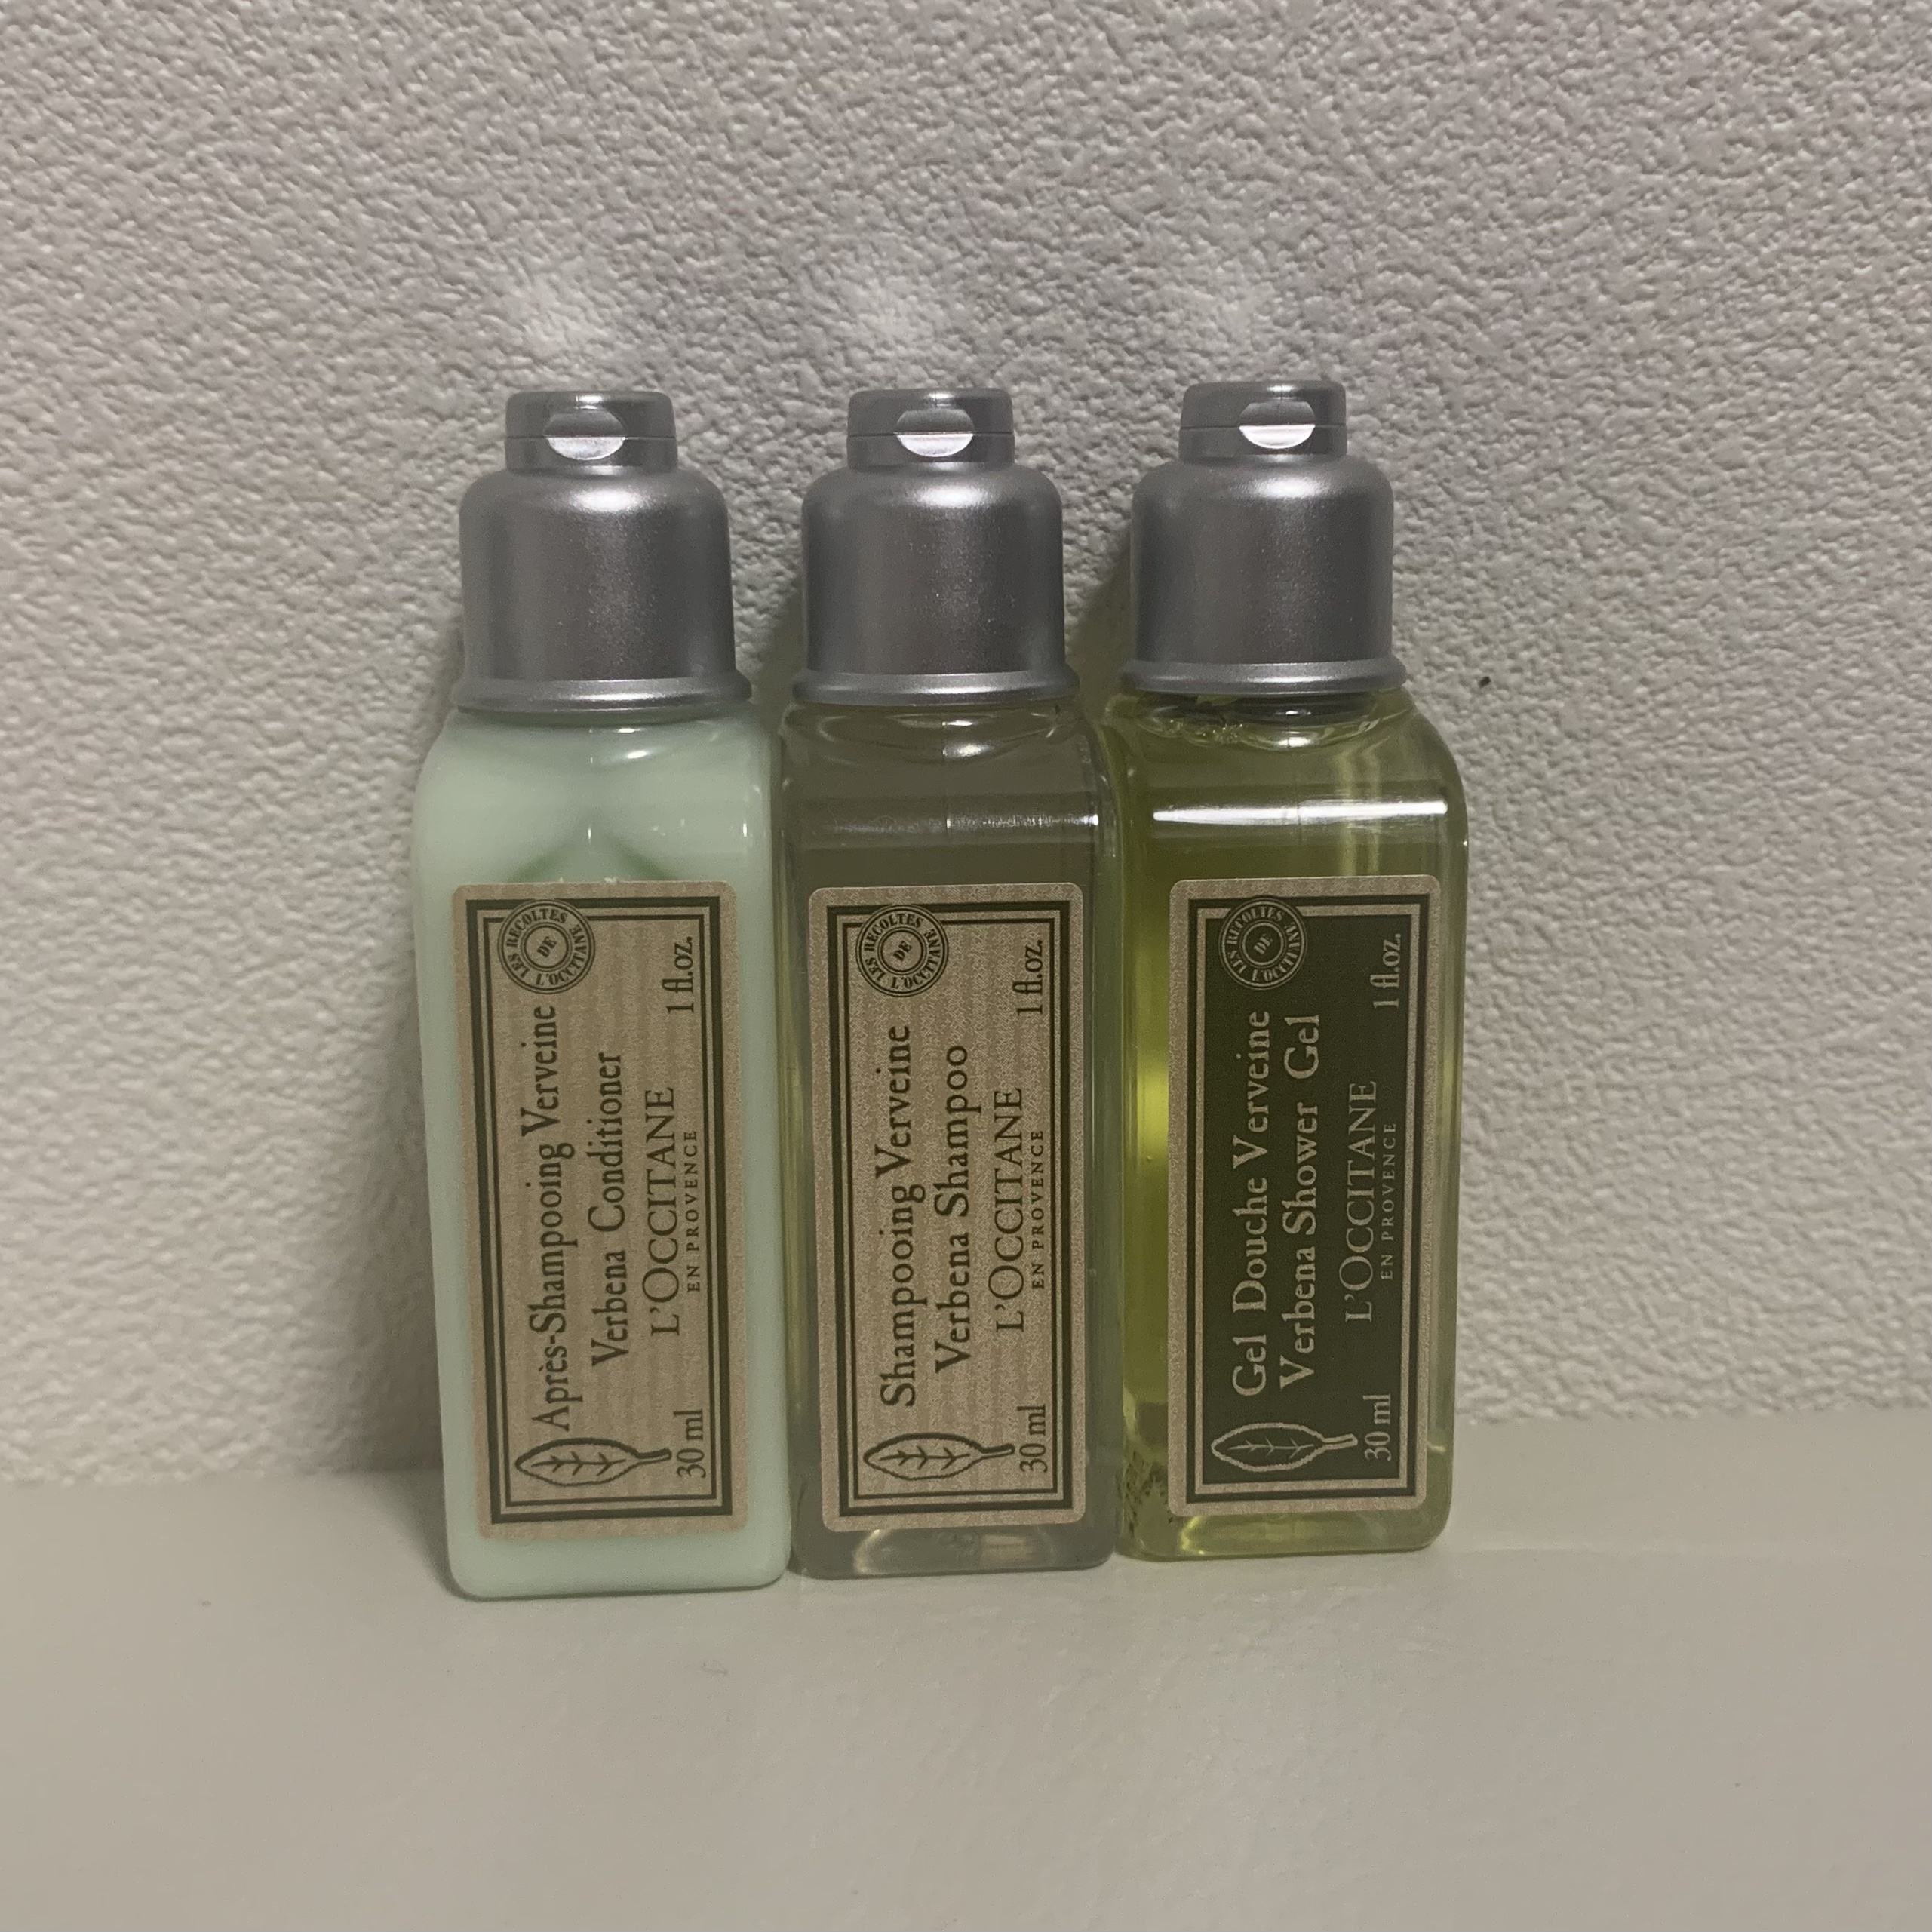 LES RECOLTES
DE
L'OCCITANE
Après-Shampooing Verveine
Verbena Conditioner
L'OCCITANE
EN PROVENCE
30 ml 1 fl.oz.
LES RECOLTES
DE
L'OCCITANE
Shampooing Verveine
Verbena Shampoo
L'OCCITANE
EN PROVENCE
30 ml 1 fl.oz.
LES RECOLTES
DE
L'OCCITANE
Gel Douche Verveine
Verbena Shower Gel
L'OCCITANE
EN PROVENCE
30 ml 1 fl.oz.